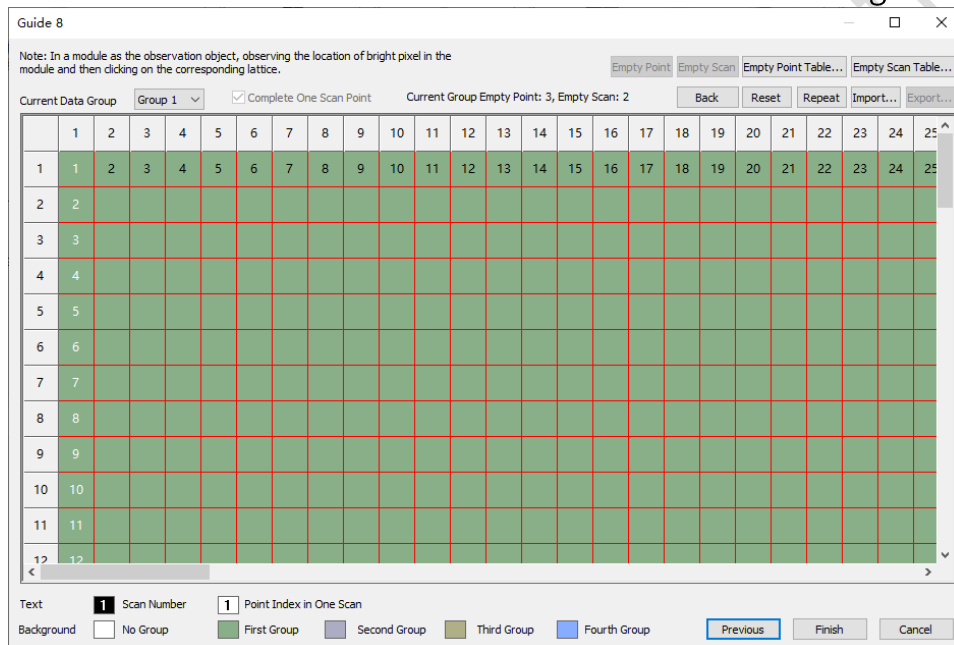 Guide 8
Note: In a module as the observation object, observing the location of bright pixel in the
module and then clicking on the corresponding lattice.
Empty Point Empty Scan Empty Point Table... Empty Scan Table...
Current Data Group Group 1 Complete One Scan Point Current Group Empty Point: 3, Empty Scan: 2 Back Reset Repeat Import... Export...
1 2 3 4 5 6 7 8 9 10 11 12 13 14 15 16 17 18 19 20 21 22 23 24 25
1 1 2 3 4 5 6 7 8 9 10 11 12 13 14 15 16 17 18 19 20 21 22 23 24 25
2 2
3 3
4 4
5 5
6 6
7 7
8 8
9 9
10 10
11 11
12 12
Text 1 Scan Number 1 Point Index in One Scan
Background No Group First Group Second Group Third Group Fourth Group Previous Finish Cancel